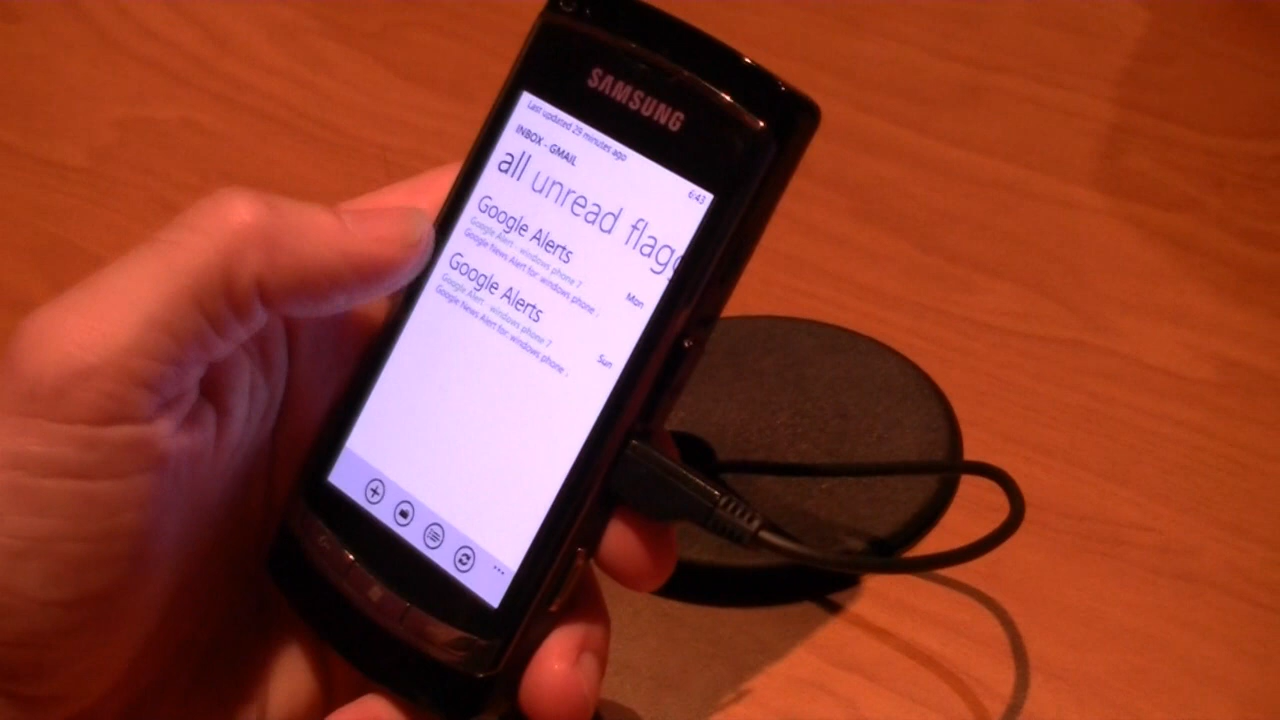 SAMSUNG
Last updated 29 minutes ago
6:43
INBOX - GMAIL
all unread flagg
Google Alerts
Google Alert - windows phone 7
Mon
Google News Alert for: windows phone
Google Alerts
Google Alert - windows phone 7
Sun
Google News Alert for: windows phone